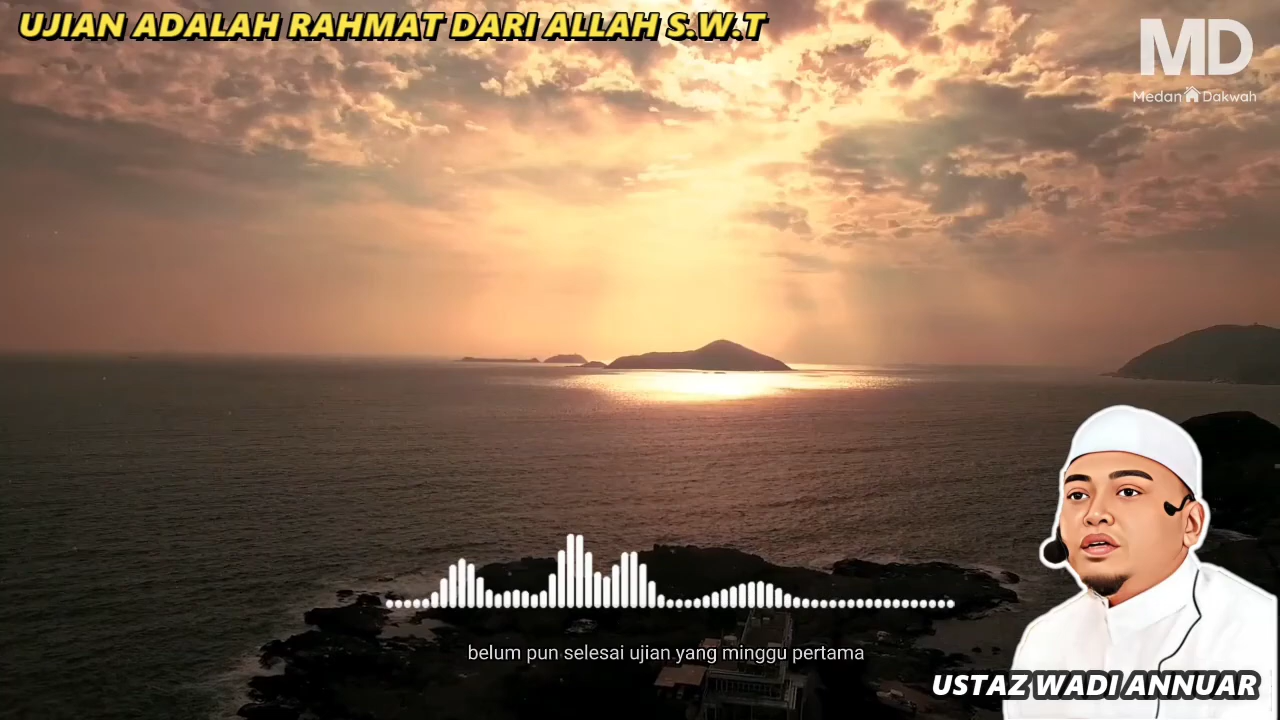 UJIAN ADALAH RAHMAT DARI ALLAH S.W.T
MD
Medan Dakwah
belum pun selesai ujian yang minggu pertama
USTAZ WADI ANNUAR